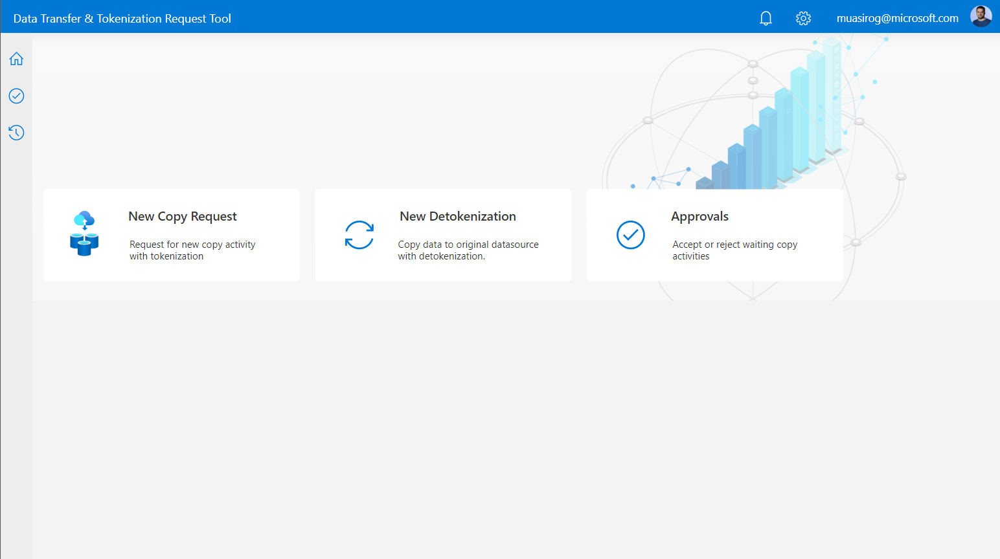 Data Transfer & Tokenization Request Tool
muasirog@microsoft.com
New Copy Request
Request for new copy activity
with tokenization
New Detokenization
Copy data to original datasource
with detokenization.
Approvals
Accept or reject waiting copy
activities